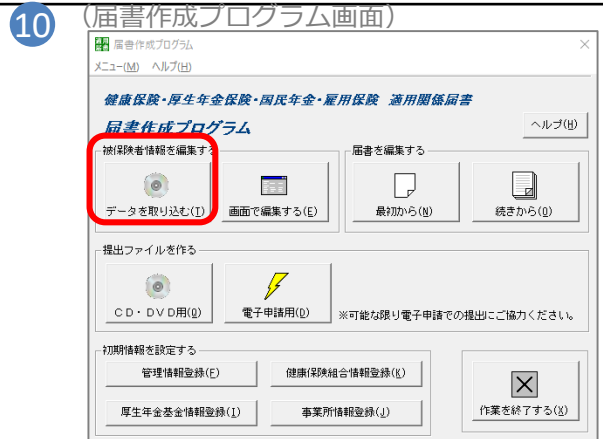 10 (届書作成プログラム画面)
届書作成プログラム
メニュー(M) ヘルプ(H)
健康保険・厚生年金保険・国民年金・雇用保険 適用関係届書
届書作成プログラム
ヘルプ(H)
被保険者情報を編集する
届書を編集する
データを取り込む(T) 画面で編集する(E) 最初から(N) 続きから(O)
提出ファイルを作る
CD・DVD用(Q) 電子申請用(D) ※可能な限り電子申請での提出にご協力ください。
初期情報を設定する
管理情報登録(F) 健康保険組合情報登録(K)
厚生年金基金情報登録(I) 事業所情報登録(J) 作業を終了する(X)